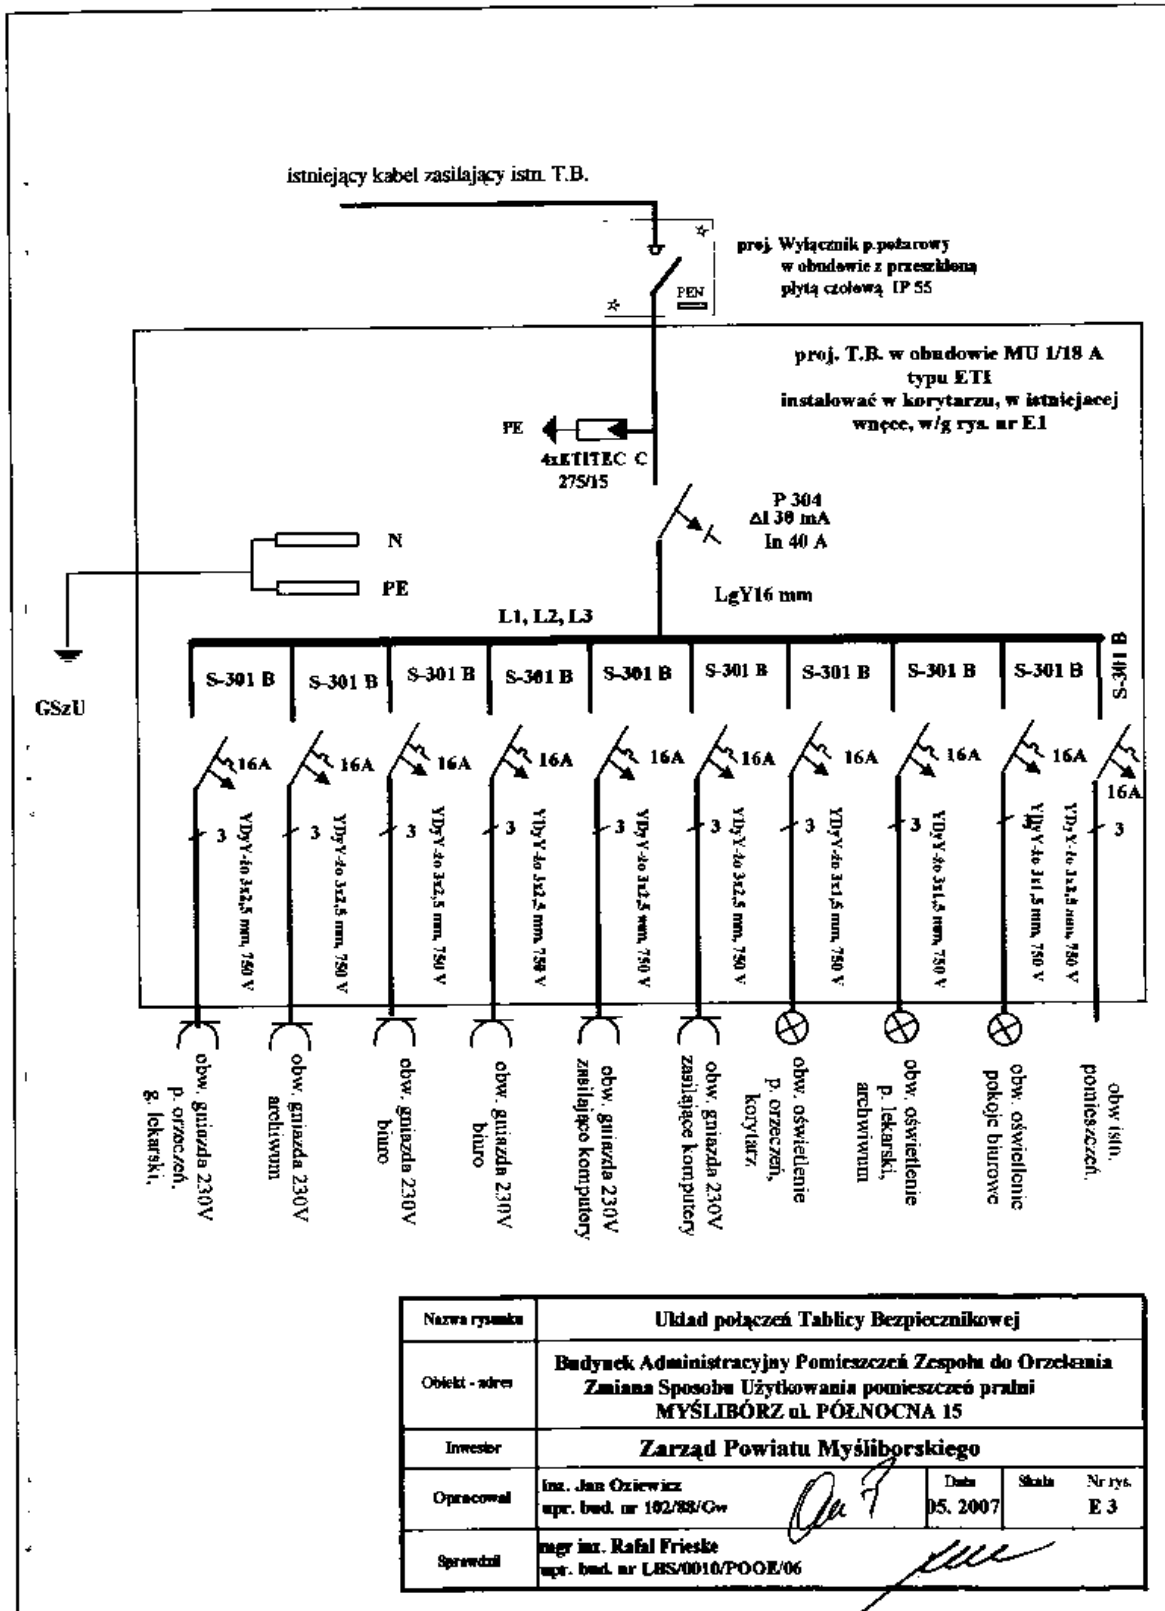 istniejący kabel zasilający istn. T.B.
proj. Wyłącznik p.pożarowy
w obudowie z przeszkloną
płytą czołową IP 55
PEN
proj. T.B. w obudowie MU 1/18 A
typu ETI
instalować w korytarzu, w istniejacej
wnęce, w/g rys. nr E1
PE
4xETITEC C
275/15
P 304
ΔI 30 mA
In 40 A
N
PE
LgY16 mm
L1, L2, L3
GSzU
S-301 B
S-301 B
S-301 B
S-301 B
S-301 B
S-301 B
S-301 B
S-301 B
S-301 B
S-301 B
16A
16A
16A
16A
16A
16A
16A
16A
16A
16A
3
3
3
3
3
3
3
3
3
3
YDyY-żo 3x2,5 mm, 750 V
YDyY-żo 3x2,5 mm, 750 V
YDyY-żo 3x2,5 mm, 750 V
YDyY-żo 3x2,5 mm, 750 V
YDyY-żo 3x2,5 mm, 750 V
YDyY-żo 3x2,5 mm, 750 V
YDyY-żo 3x1,5 mm, 750 V
YDyY-żo 3x1,5 mm, 750 V
YDyY-żo 3x1,5 mm, 750 V
YDyY-żo 3x2,5 mm, 750 V
obw. gniazda 230V
p. orzeczeń,
g. lekarski,
obw. gniazda 230V
archiwum
obw. gniazda 230V
biuro
obw. gniazda 230V
biuro
obw. gniazda 230V
zasilające komputery
obw. gniazda 230V
zasilające komputery
obw. oświetlenie
p. orzeczeń,
korytarz
obw. oświetlenie
p. lekarski,
archwiwum
obw. oświetlenie
pokoje biurowe
obw istn.
pomieszczeń.
Nazwa rysunku
Układ połączeń Tablicy Bezpiecznikowej
Obiekt - adres
Budynek Administracyjny Pomieszczeń Zespołu do Orzekania
Zmiana Sposobu Użytkowania pomieszczeń pralni
MYŚLIBÓRZ ul. PÓŁNOCNA 15
Inwestor
Zarząd Powiatu Myśliborskiego
Opracował
Inż. Jan Oziewicz
upr. bud. nr 102/88/Gw
Data
05. 2007
Skala
Nr rys.
E 3
Sprawdził
mgr inż. Rafał Frieske
upr. bud. nr LBS/0010/POOE/06